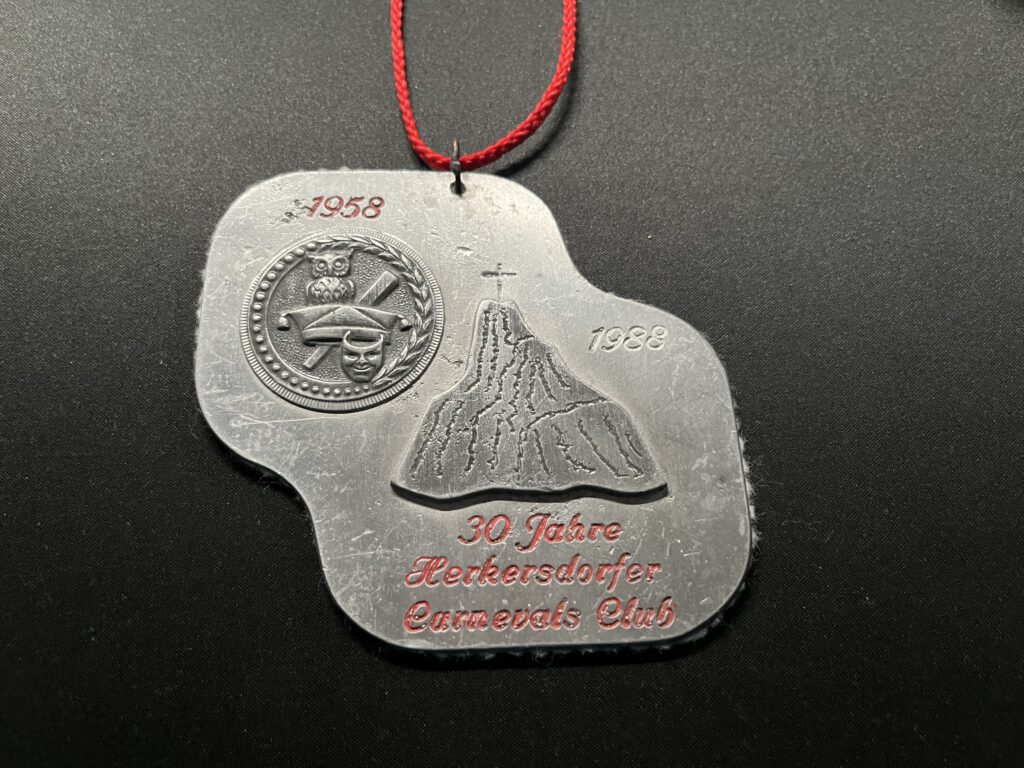 1958
1988
30 Jahre
Herkersdorfer
Carnevals Club